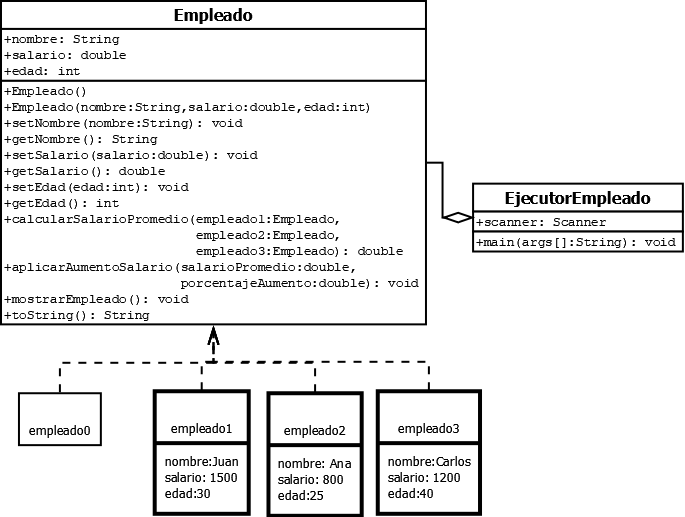 Empleado
+nombre: String
+salario: double
+edad: int
+Empleado()
+Empleado(nombre:String,salario:double,edad:int)
+setNombre(nombre:String): void
+getNombre(): String
+setSalario(salario:double): void
+getSalario(): double
+setEdad(edad:int): void
+getEdad(): int
+calcularSalarioPromedio(empleado1:Empleado,
empleado2:Empleado,
empleado3:Empleado): double
+aplicarAumentoSalario(salarioPromedio:double,
porcentajeAumento:double): void
+mostrarEmpleado(): void
+toString(): String
EjecutorEmpleado
+scanner: Scanner
+main(args[]:String): void
empleado0
empleado1
nombre:Juan
salario: 1500
edad:30
empleado2
nombre: Ana
salario: 800
edad:25
empleado3
nombre:Carlos
salario: 1200
edad:40